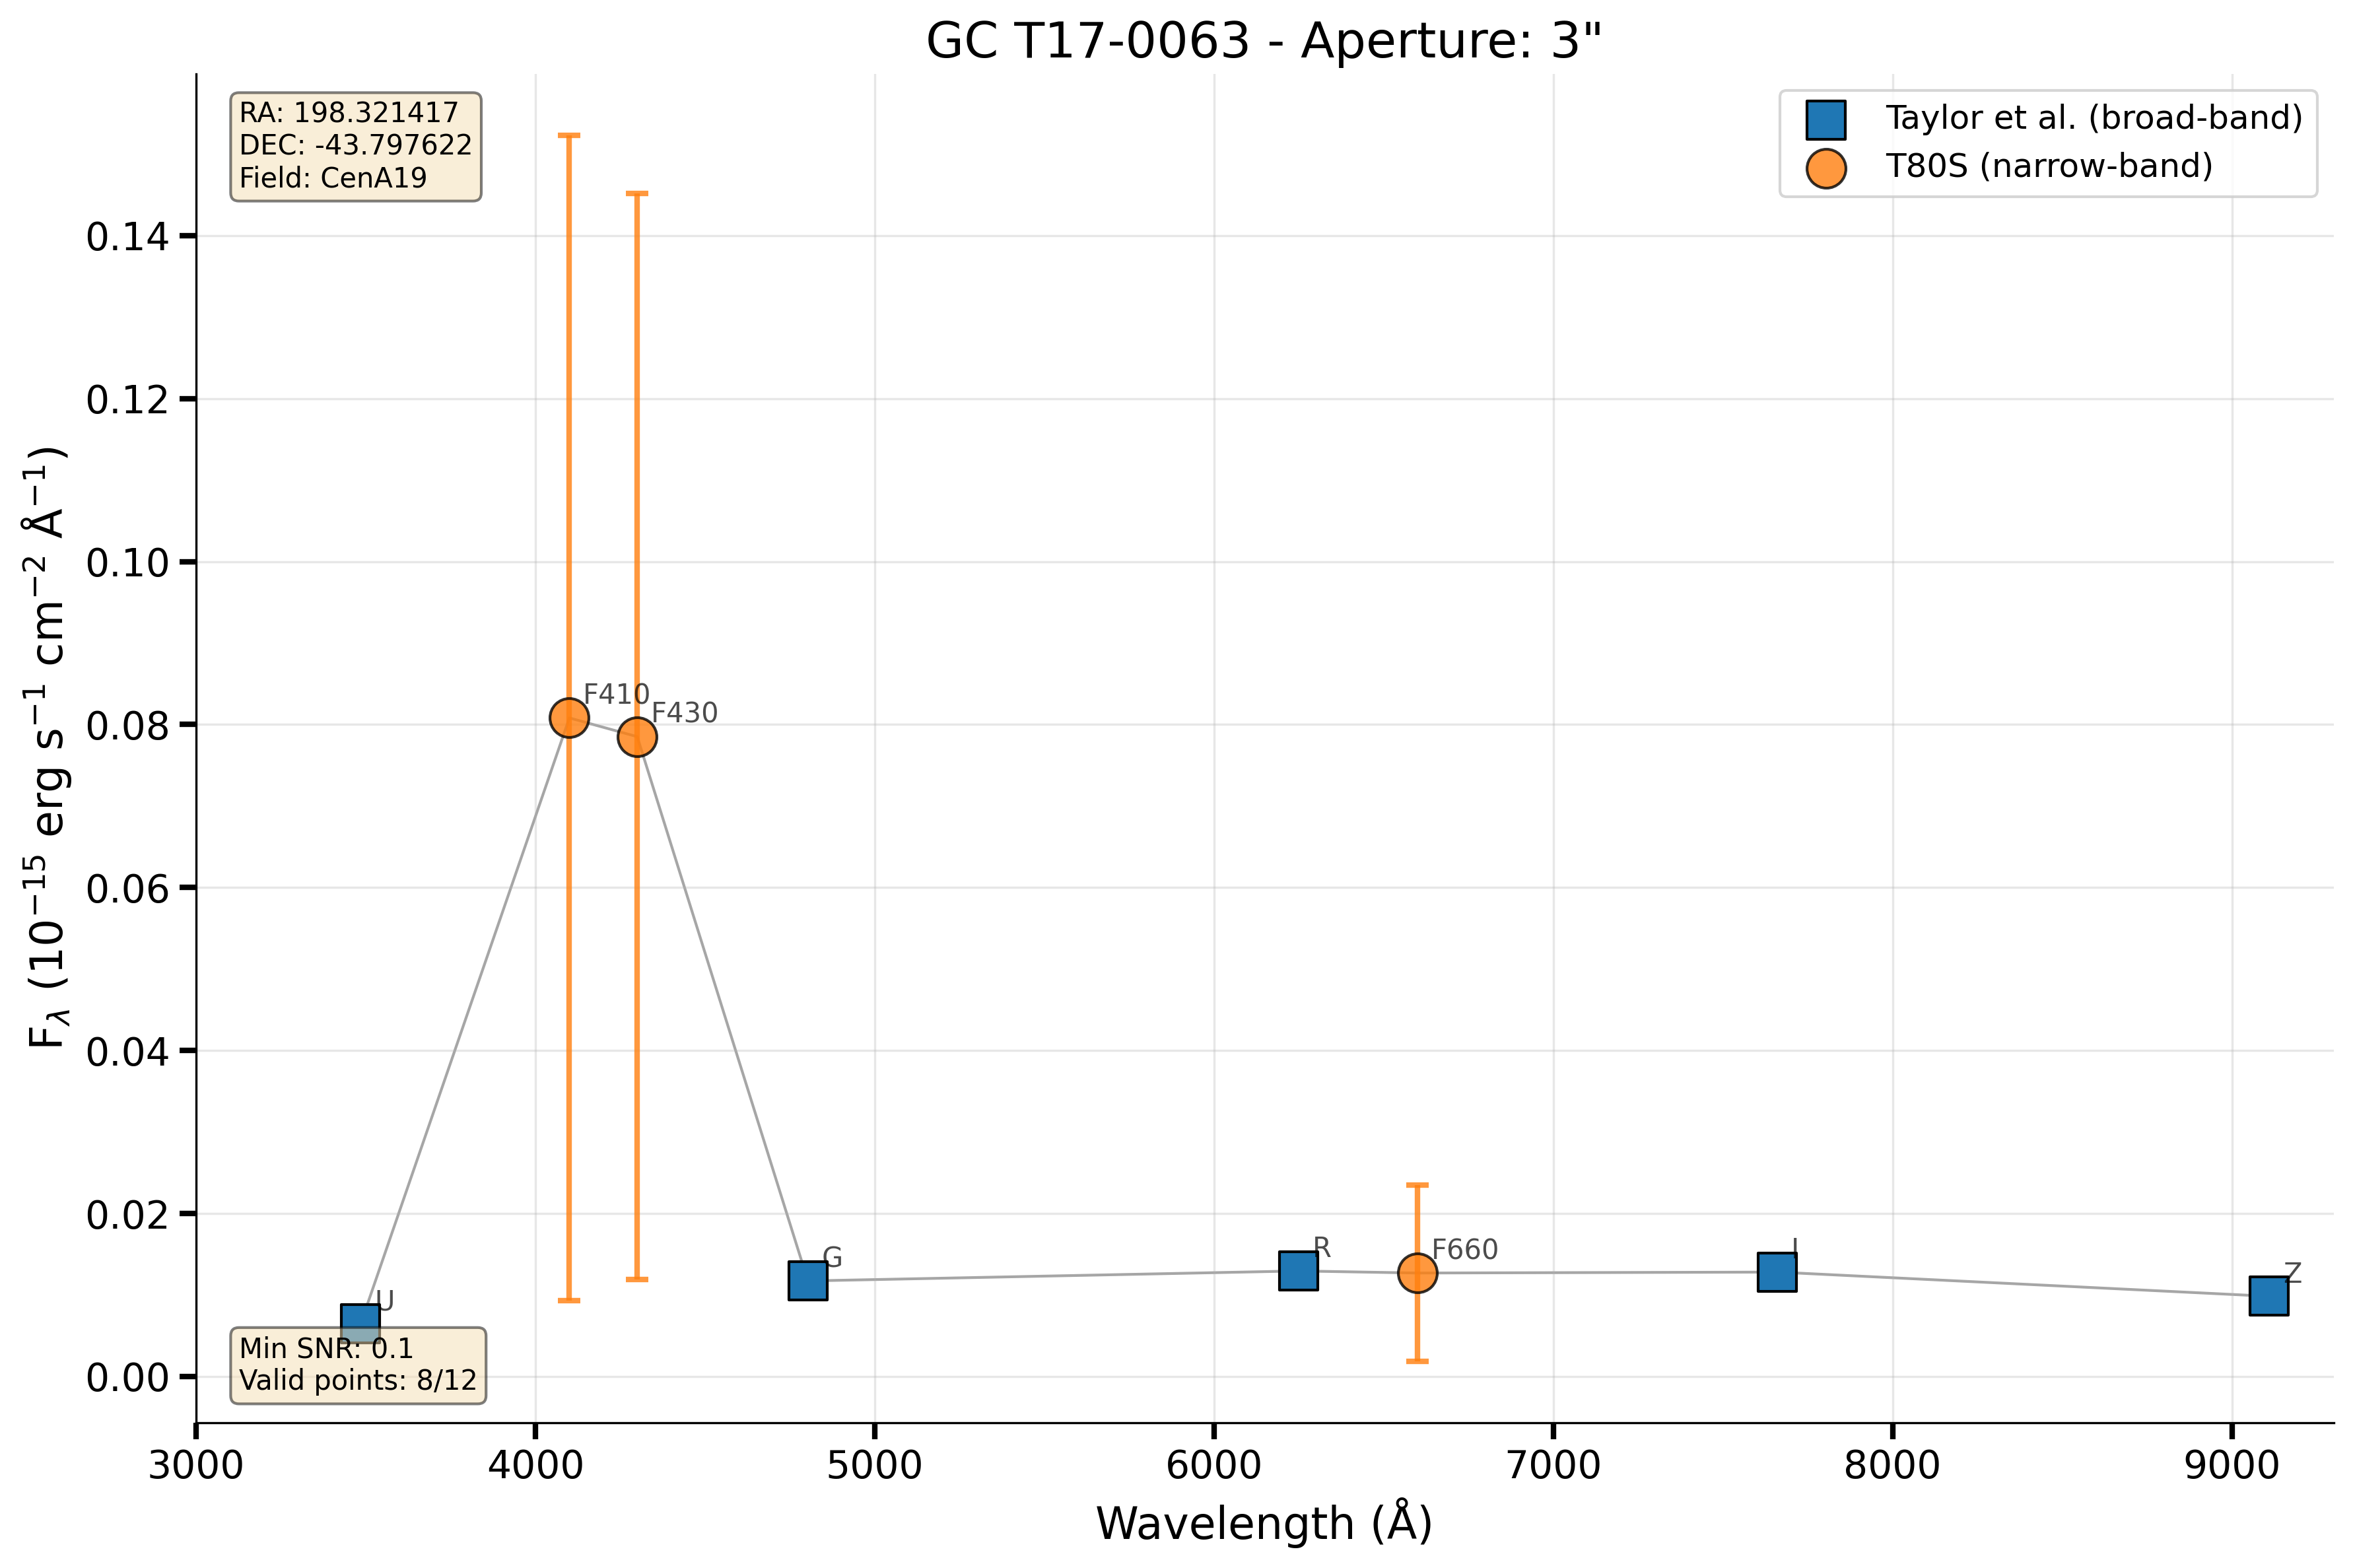 GC T17-0063 - Aperture: 3"
RA: 198.321417
DEC: -43.797622
Field: CenA19
Taylor et al. (broad-band)
T80S (narrow-band)
0.14
0.12
0.10
0.08
0.06
0.04
0.02
0.00
F410
F430
U
G
R
F660
I
Z
Min SNR: 0.1
Valid points: 8/12
3000 4000 5000 6000 7000 8000 9000
Wavelength (Å)
F$_{λ}$ (10$^{−15}$ erg s$^{−1}$ cm$^{−2}$ Å$^{−1}$)